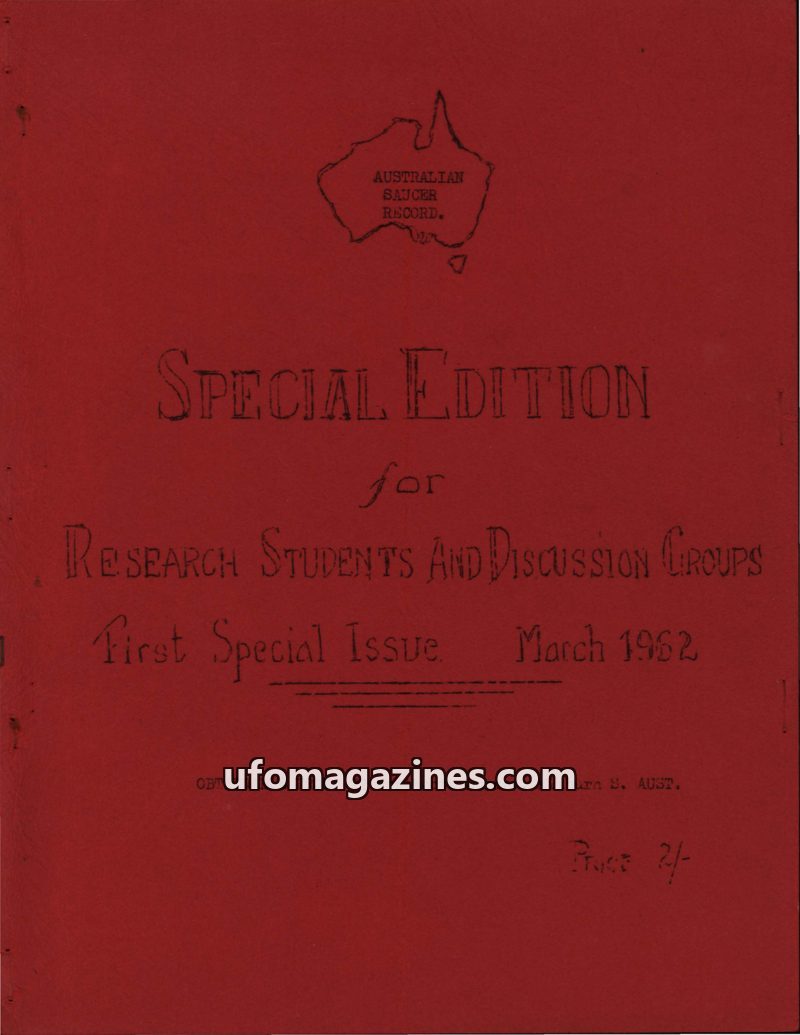 AUSTRALIAN
SAUCER
RECORD.
SPECIAL EDITION
for
RESEARCH STUDENTS AND DISCUSSION GROUPS
First Special Issue. March 1962
ufomagazines.com S. AUST.
Price 2/-